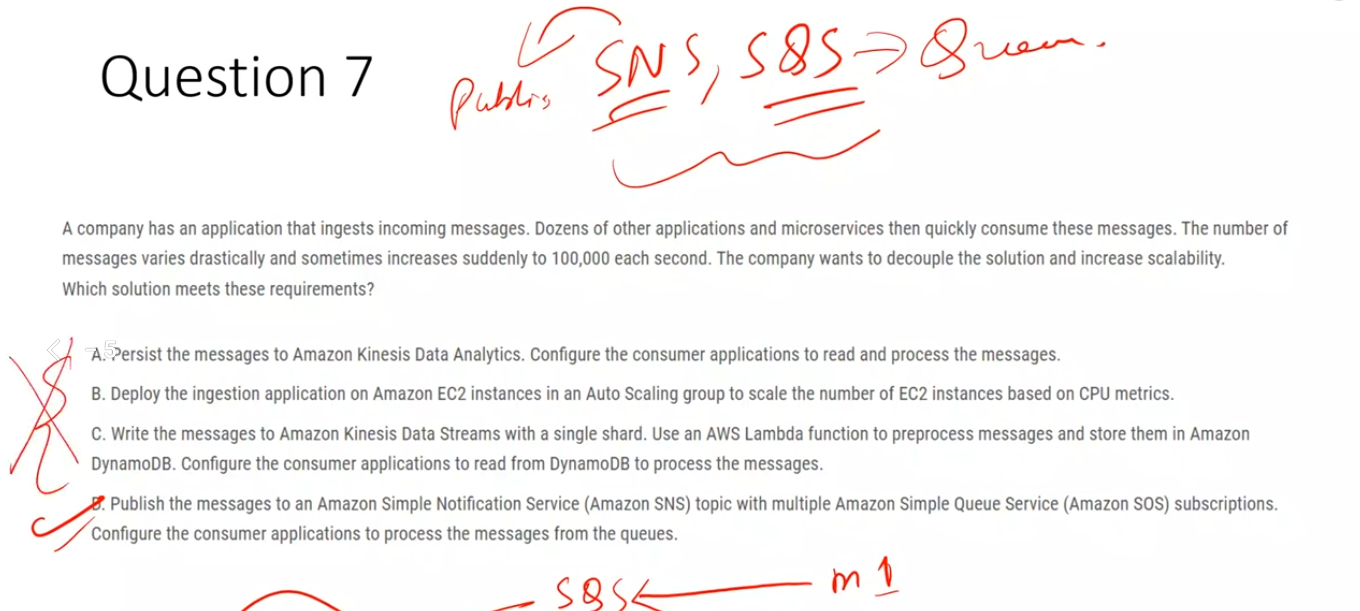 Question 7
SNS, SQS → Queue.
Publis
A company has an application that ingests incoming messages. Dozens of other applications and microservices then quickly consume these messages. The number of
messages varies drastically and sometimes increases suddenly to 100,000 each second. The company wants to decouple the solution and increase scalability.
Which solution meets these requirements?
A. Persist the messages to Amazon Kinesis Data Analytics. Configure the consumer applications to read and process the messages.
B. Deploy the ingestion application on Amazon EC2 instances in an Auto Scaling group to scale the number of EC2 instances based on CPU metrics.
C. Write the messages to Amazon Kinesis Data Streams with a single shard. Use an AWS Lambda function to preprocess messages and store them in Amazon
DynamoDB. Configure the consumer applications to read from DynamoDB to process the messages.
D. Publish the messages to an Amazon Simple Notification Service (Amazon SNS) topic with multiple Amazon Simple Queue Service (Amazon SOS) subscriptions.
Configure the consumer applications to process the messages from the queues.
SQS ← m1